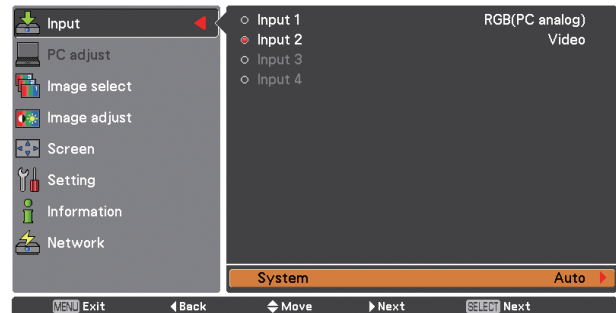 Input
PC adjust
Image select
Image adjust
Screen
Setting
Information
Network
Input 1 RGB(PC analog)
Input 2 Video
Input 3
Input 4
System Auto
MENU Exit Back Move Next SELECT Next